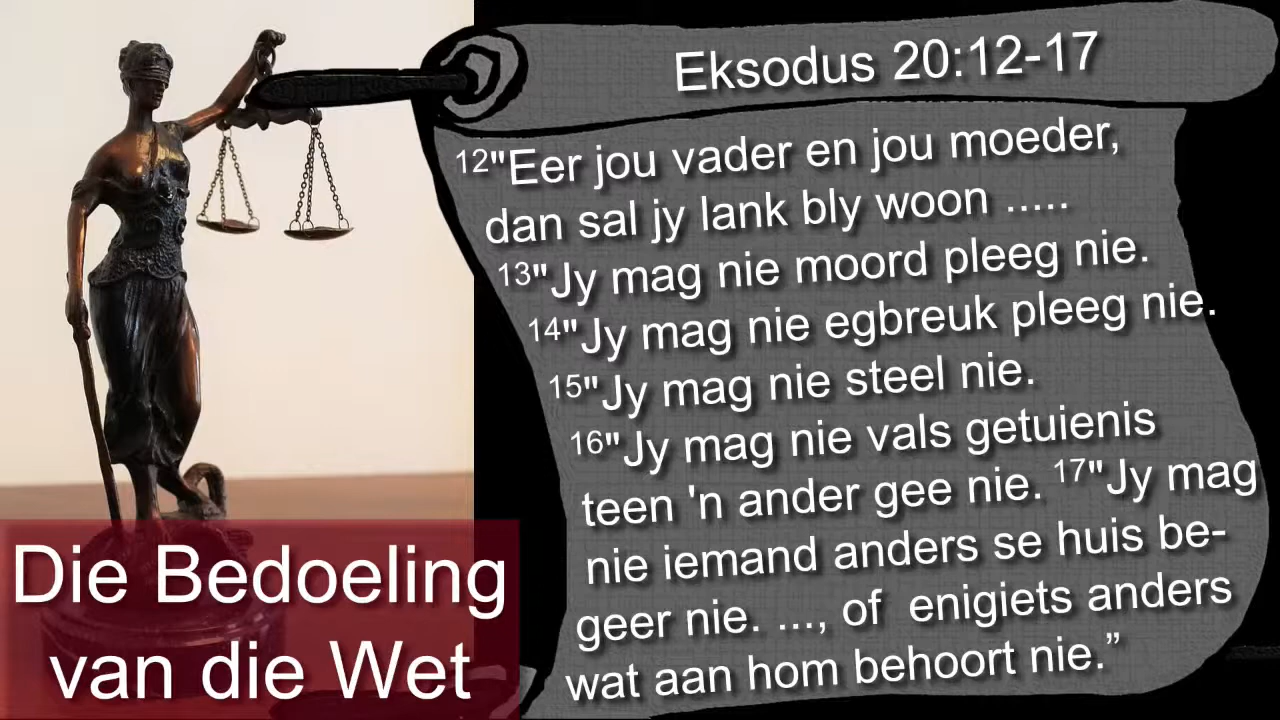 Eksodus 20:12-17
12"Eer jou vader en jou moeder,
dan sal jy lank bly woon .....
13"Jy mag nie moord pleeg nie.
14"Jy mag nie egbreuk pleeg nie.
15"Jy mag nie steel nie.
16"Jy mag nie vals getuienis
teen 'n ander gee nie. 17"Jy mag
nie iemand anders se huis be-
geer nie. ..., of enigiets anders
wat aan hom behoort nie.”
Die Bedoeling
van die Wet